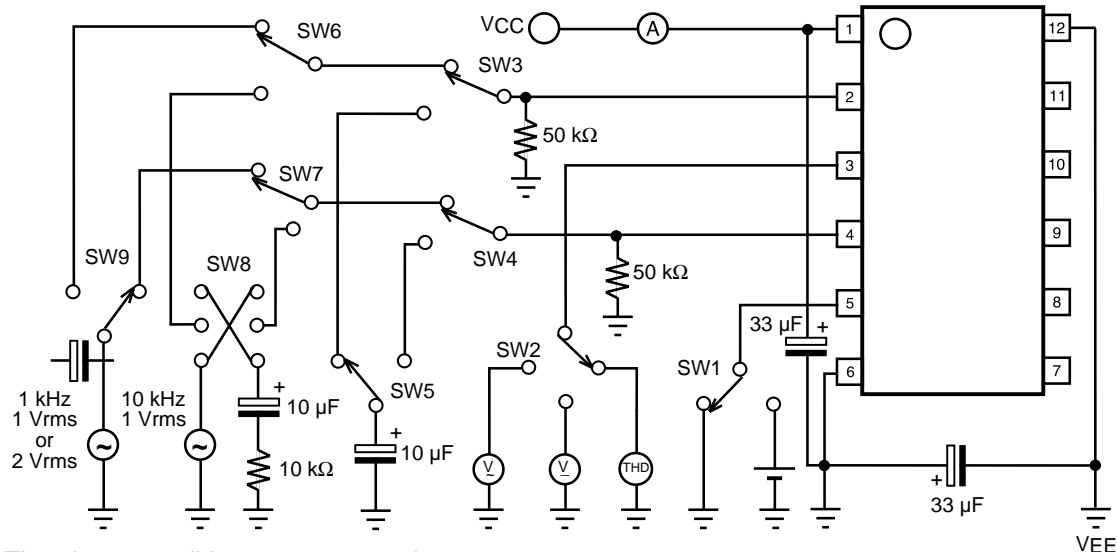 SW6
VCC
A
1
12
SW3
2
11
50 kΩ
3
10
SW7
4
9
SW4
50 kΩ
SW9
SW8
5
8
33 µF
+
SW2
SW1
6
7
SW5
1 kHz
1 Vrms
or
2 Vrms
10 kHz
1 Vrms
+
10 µF
+
10 µF
10 kΩ
V
~
V
THD
+
33 µF
VEE